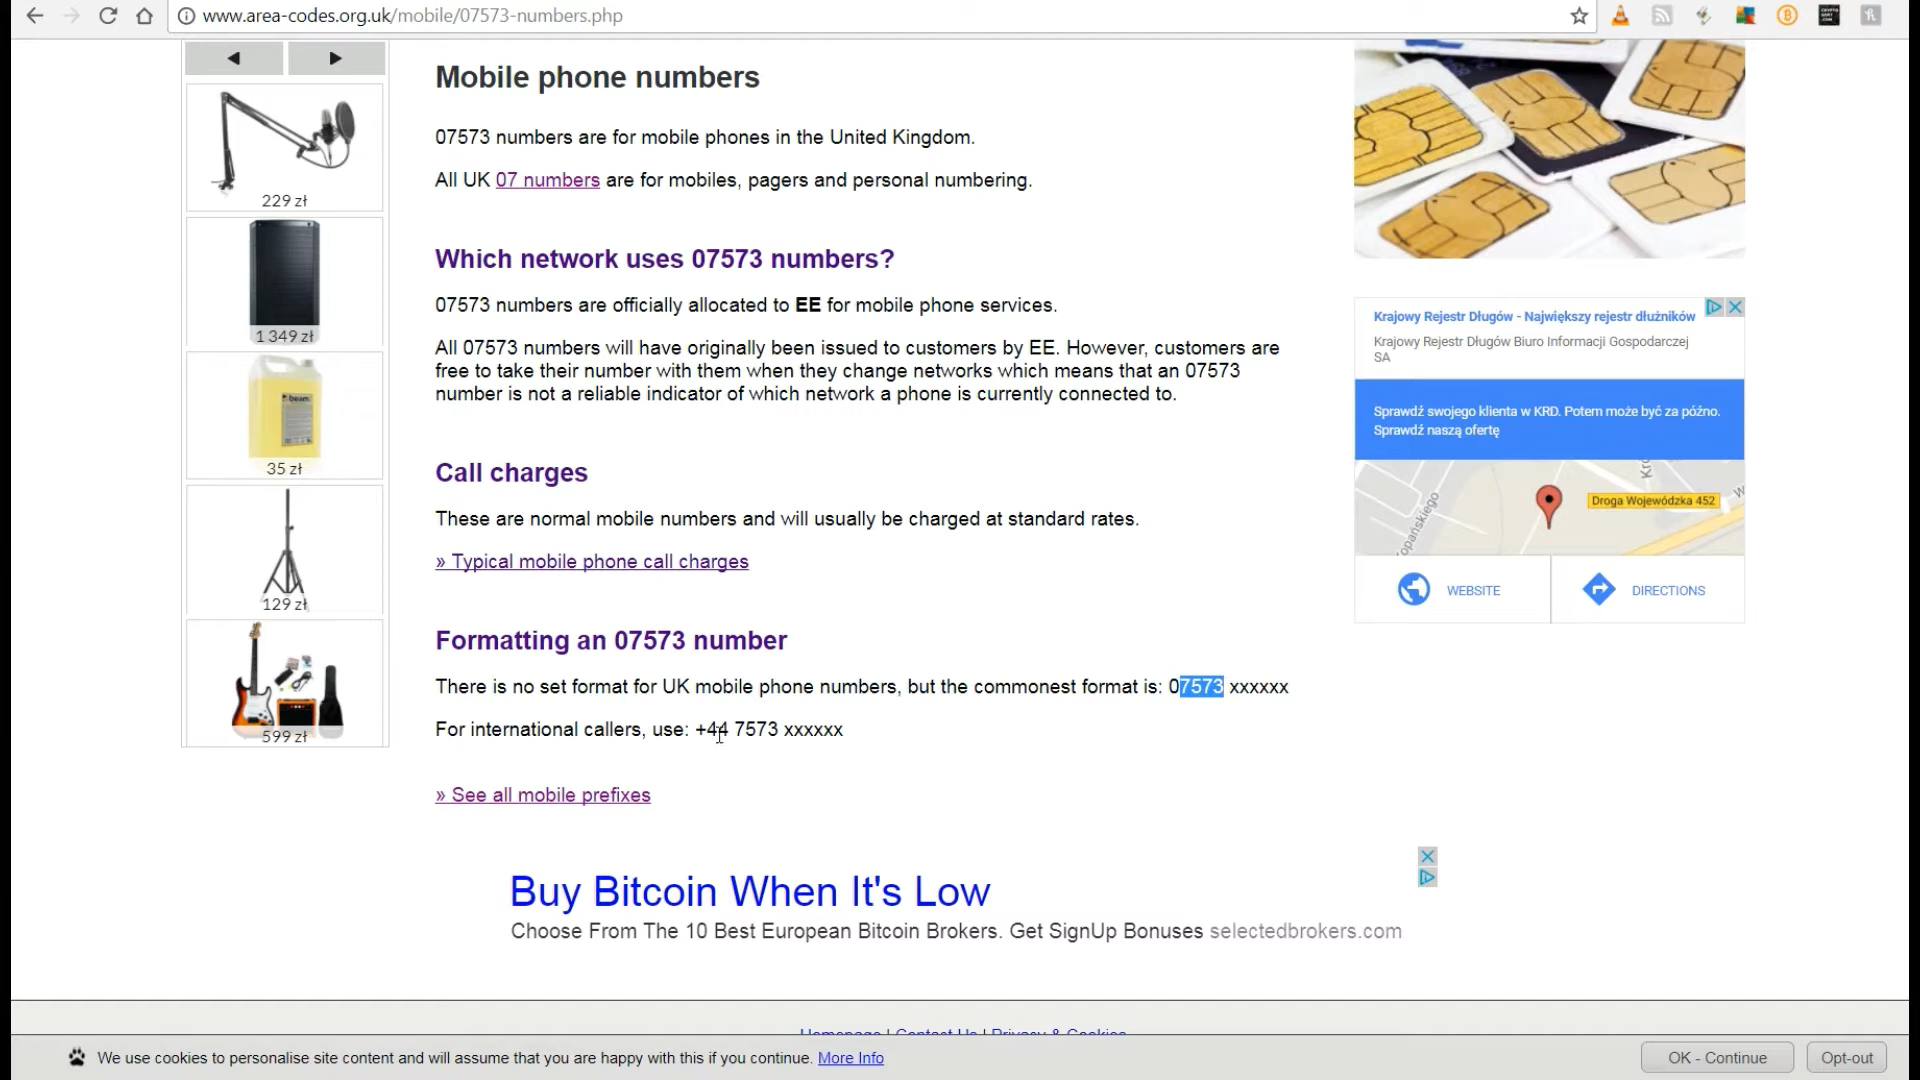 www.area-codes.org.uk/mobile/07573-numbers.php
229 zł
beam
1 349 zł
35 zł
129 zł
599 zł
Mobile phone numbers
07573 numbers are for mobile phones in the United Kingdom.
All UK 07 numbers are for mobiles, pagers and personal numbering.
Which network uses 07573 numbers?
07573 numbers are officially allocated to EE for mobile phone services.
All 07573 numbers will have originally been issued to customers by EE. However, customers are
free to take their number with them when they change networks which means that an 07573
number is not a reliable indicator of which network a phone is currently connected to.
Call charges
These are normal mobile numbers and will usually be charged at standard rates.
» Typical mobile phone call charges
Formatting an 07573 number
There is no set format for UK mobile phone numbers, but the commonest format is: 07573 xxxxxx
For international callers, use: +44 7573 xxxxxx
» See all mobile prefixes
Krajowy Rejestr Długów - Największy rejestr dłużników
Krajowy Rejestr Długów Biuro Informacji Gospodarczej
SA
Sprawdź swojego klienta w KRD. Potem może być za późno.
Sprawdź naszą ofertę
Droga Wojewódzka 452
WEBSITE
DIRECTIONS
Buy Bitcoin When It's Low
Choose From The 10 Best European Bitcoin Brokers. Get SignUp Bonuses selectedbrokers.com
Homepage | Contact Us | Privacy & Cookies
We use cookies to personalise site content and will assume that you are happy with this if you continue. More Info
OK - Continue
Opt-out